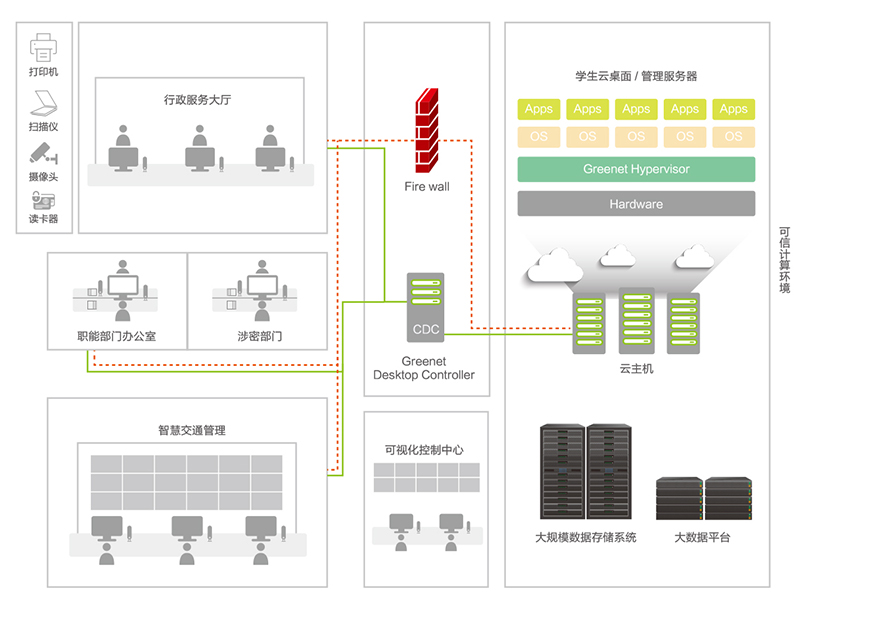 打印机
扫描仪
摄像头
读卡器
行政服务大厅
职能部门办公室
涉密部门
智慧交通管理
Fire wall
CDC
Greenet
Desktop Controller
可视化控制中心
学生云桌面 / 管理服务器
Apps Apps Apps Apps Apps
OS OS OS OS OS
Greenet Hypervisor
Hardware
云主机
大规模数据存储系统
大数据平台
可信计算环境